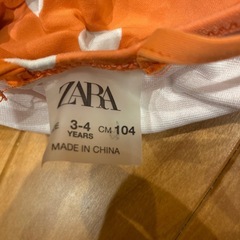 ZARA
3-4 CM 104
YEARS
MADE IN CHINA